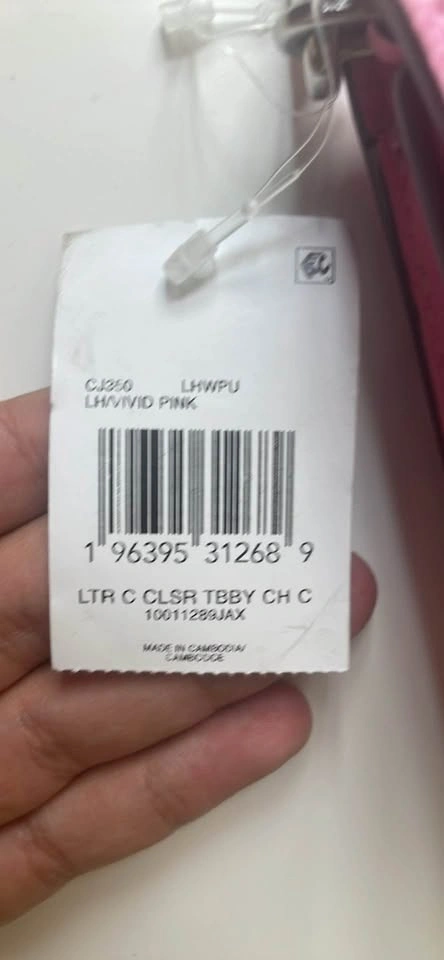 CJ350 LHWPU
LH/VIVID PINK
1 96395 31268 9
LTR C CLSR TBBY CH C
10011289JAX
MADE IN CAMBODIA/
CAMBODGE